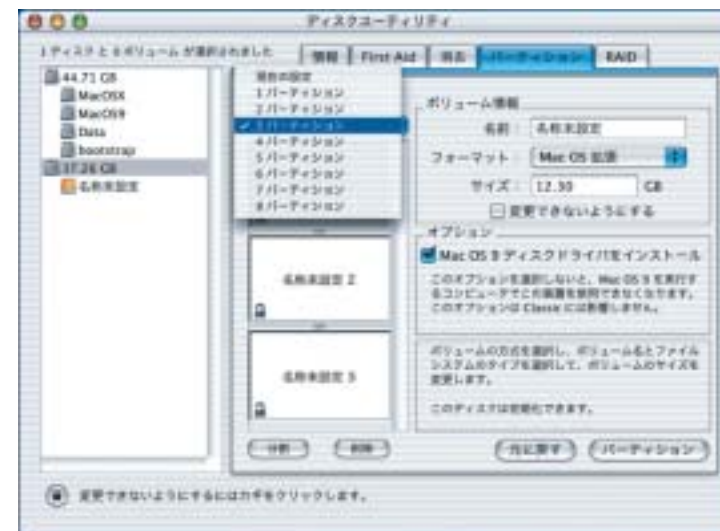 ディスクユーティリティ
1 ディスク と 0 ボリューム が選択されました
情報
First Aid
消去
パーティション
RAID
44.71 GB
MacOSX
MacOS9
Data
bootstrap
37.26 GB
名称未設定
現在の設定
1 パーティション
2 パーティション
3 パーティション
4 パーティション
5 パーティション
6 パーティション
7 パーティション
8 パーティション
名称未設定 2
名称未設定 3
分割
削除
ボリューム情報
名前：
名称未設定
フォーマット：
Mac OS 拡張
サイズ：
12.30
GB
変更できないようにする
オプション
Mac OS 9 ディスクドライバをインストール
このオプションを選択しないと、Mac OS 9 を実行す
るコンピュータでこの装置を使用できなくなります。
このオプションは Classic には影響しません。
ボリュームの方式を選択し、ボリューム名とファイル
システムのタイプを選択して、ボリュームのサイズを
変更します。
このディスクは初期化できます。
元に戻す
パーティション
変更できないようにするにはカギをクリックします。